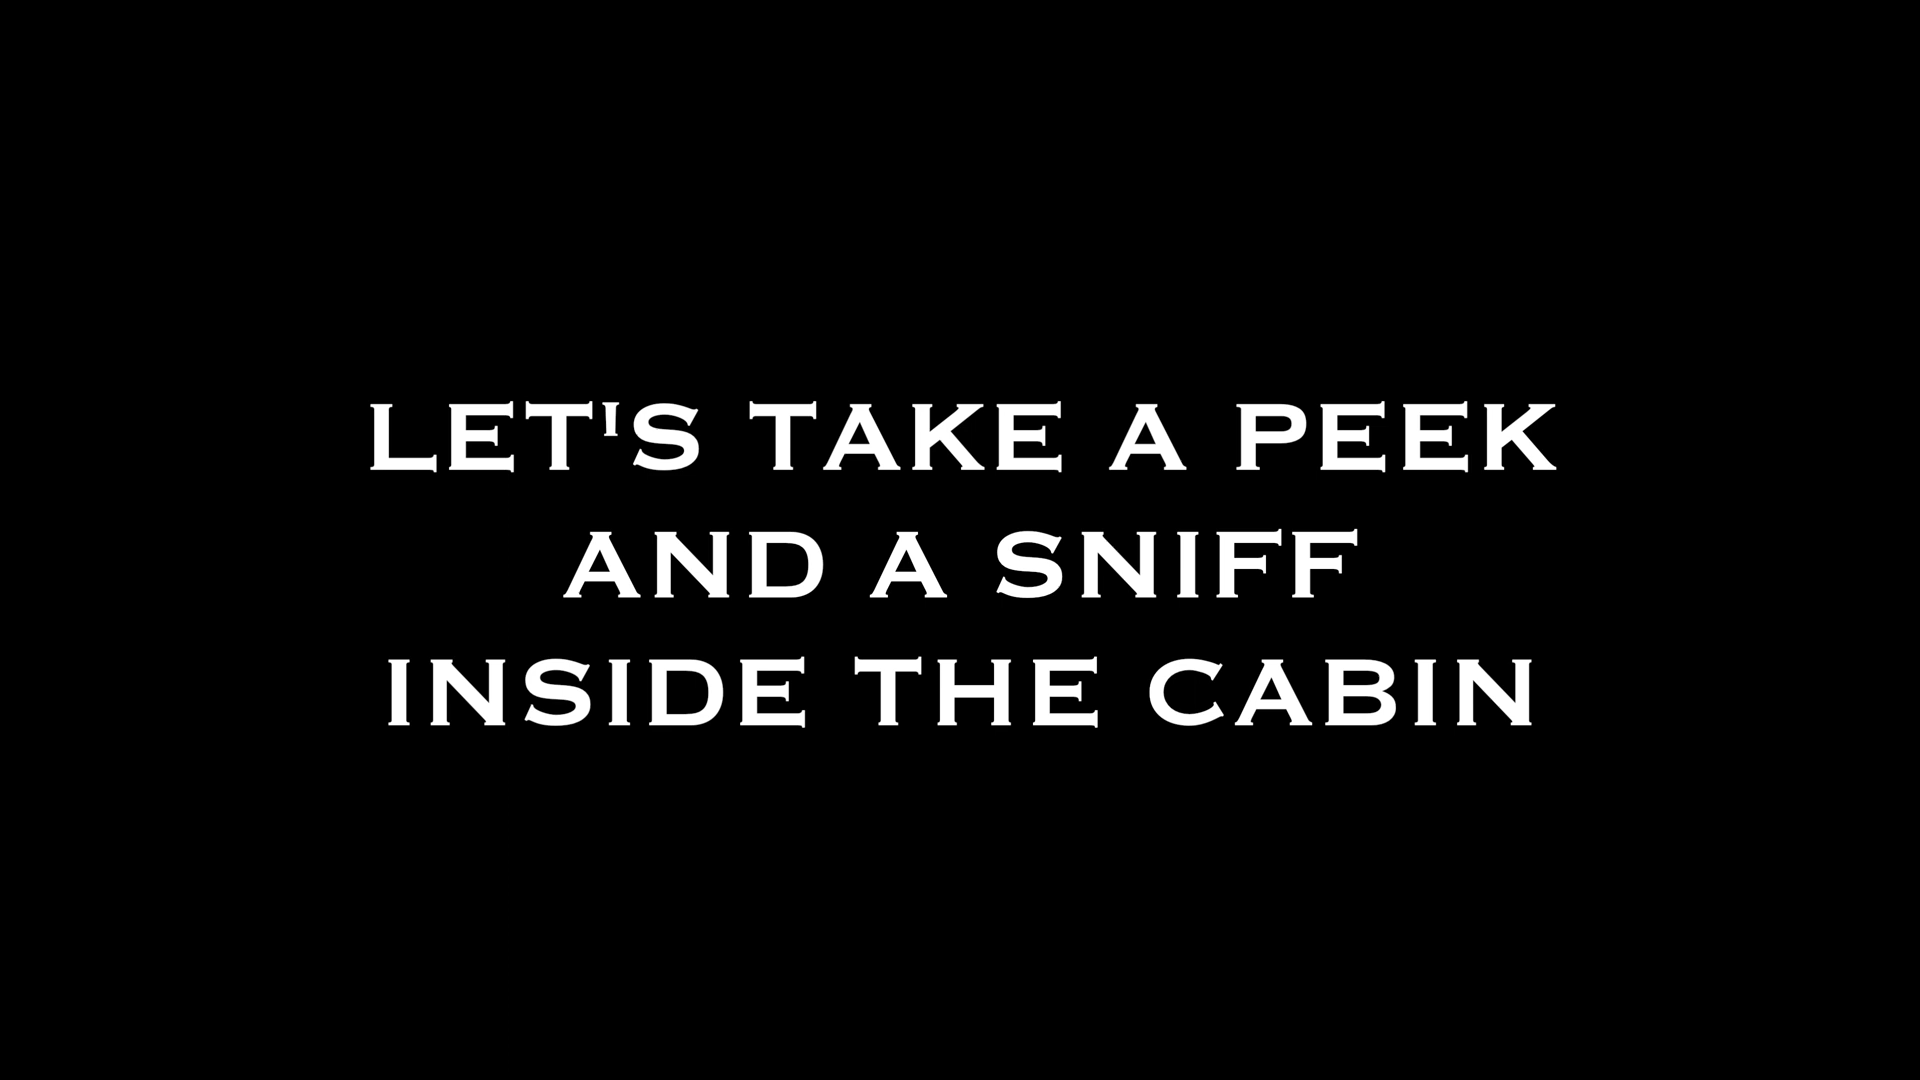 LET'S TAKE A PEEK
AND A SNIFF
INSIDE THE CABIN